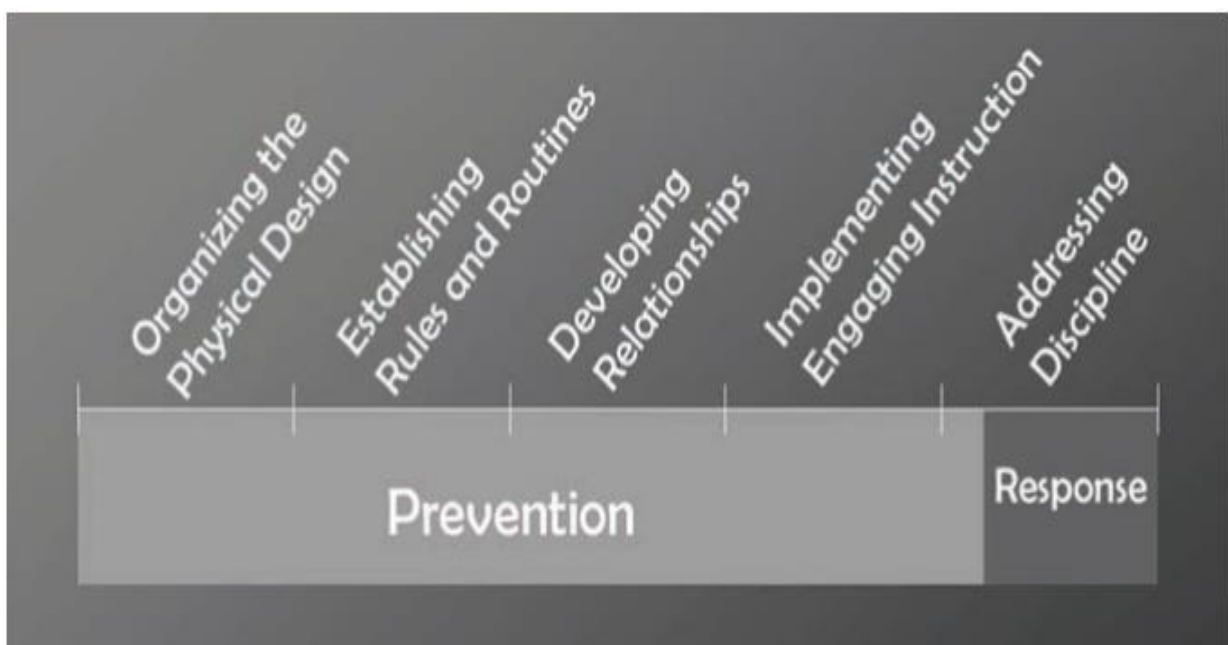 Organizing the
Physical Design
Establishing
Rules and Routines
Developing
Relationships
Implementing
Engaging Instruction
Addressing
Discipline
Prevention
Response